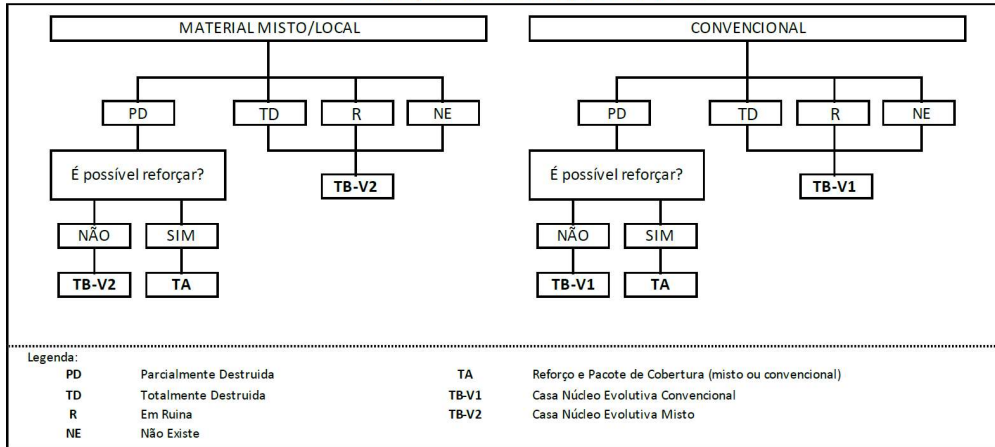 MATERIAL MISTO/LOCAL
CONVENCIONAL
PD
TD
R
NE
PD
TD
R
NE
É possível reforçar?
TB-V2
É possível reforçar?
TB-V1
NÃO
SIM
NÃO
SIM
TB-V2
TA
TB-V1
TA
Legenda:
PD Parcialmente Destruida
TA Reforço e Pacote de Cobertura (misto ou convencional)
TD Totalmente Destruida
TB-V1 Casa Núcleo Evolutiva Convencional
R Em Ruina
TB-V2 Casa Núcleo Evolutiva Misto
NE Não Existe